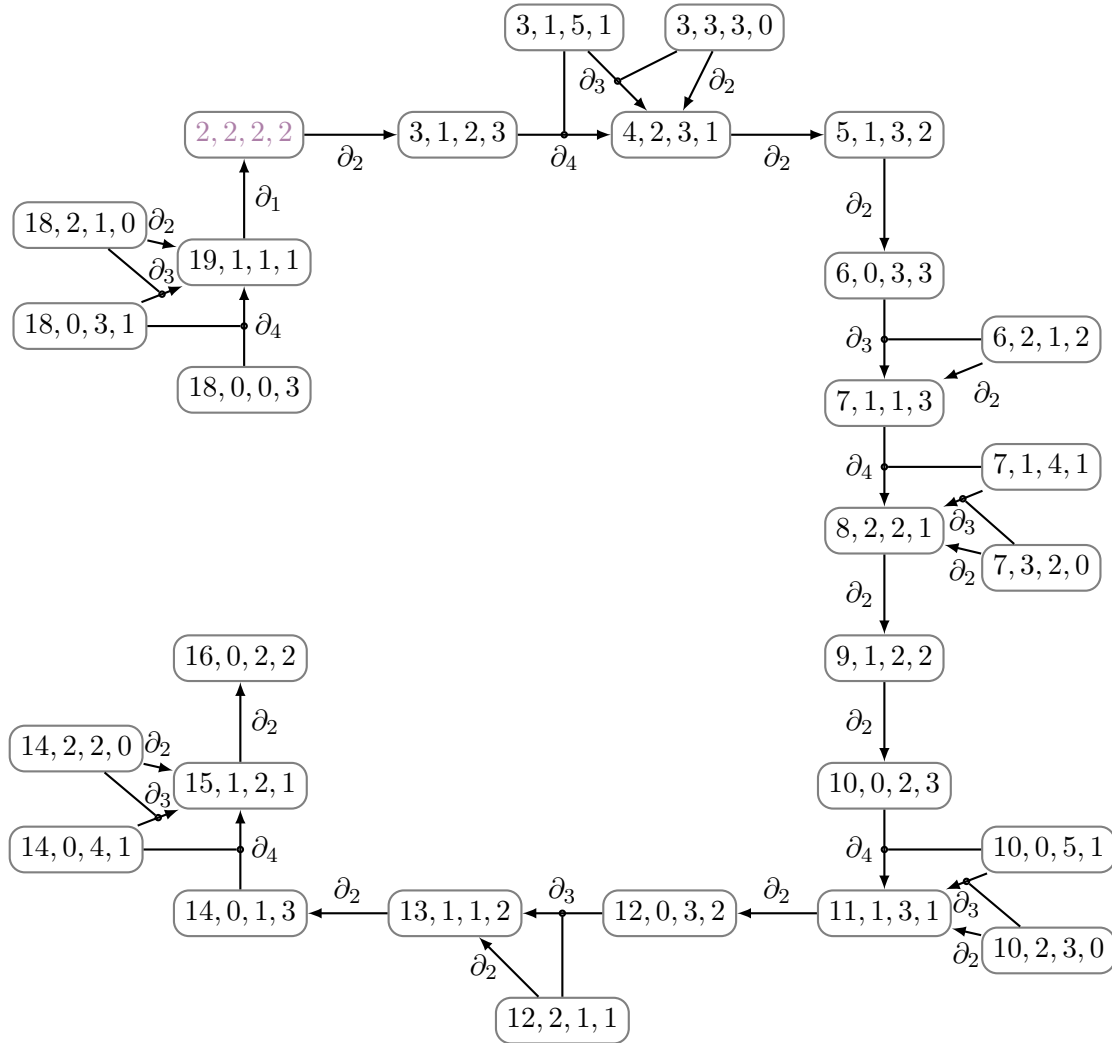 3, 1, 5, 1
3, 3, 3, 0
∂3
∂2
2, 2, 2, 2
3, 1, 2, 3
4, 2, 3, 1
5, 1, 3, 2
∂2
∂4
∂2
∂1
∂2
18, 2, 1, 0
∂2
19, 1, 1, 1
∂3
6, 0, 3, 3
18, 0, 3, 1
∂4
∂3
6, 2, 1, 2
18, 0, 0, 3
7, 1, 1, 3
∂2
∂4
7, 1, 4, 1
8, 2, 2, 1
∂3
∂2
7, 3, 2, 0
∂2
16, 0, 2, 2
9, 1, 2, 2
∂2
∂2
14, 2, 2, 0
∂2
15, 1, 2, 1
∂3
10, 0, 2, 3
14, 0, 4, 1
∂4
∂4
10, 0, 5, 1
14, 0, 1, 3
∂2
13, 1, 1, 2
∂3
12, 0, 3, 2
∂2
11, 1, 3, 1
∂3
∂2
10, 2, 3, 0
∂2
12, 2, 1, 1